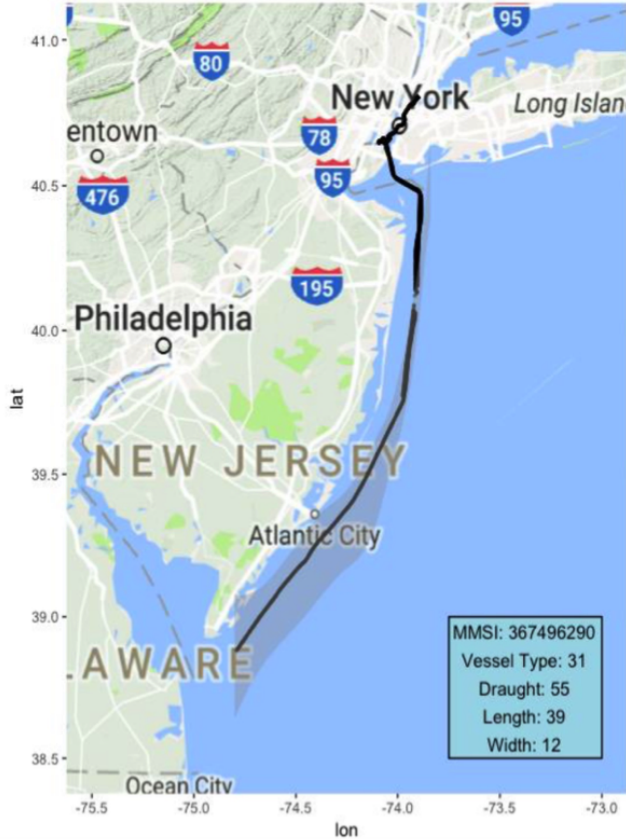 41.0
95
80
New York
Long Islan
entown
78
95
40.5
476
195
Philadelphia
40.0
lat
39.5
NEW JERSEY
Atlantic City
39.0
MMSI: 367496290
LAWARE
Vessel Type: 31
Draught: 55
Length: 39
Width: 12
38.5
Ocean City
-75.5
-75.0
-74.5
-74.0
-73.5
-73.0
lon